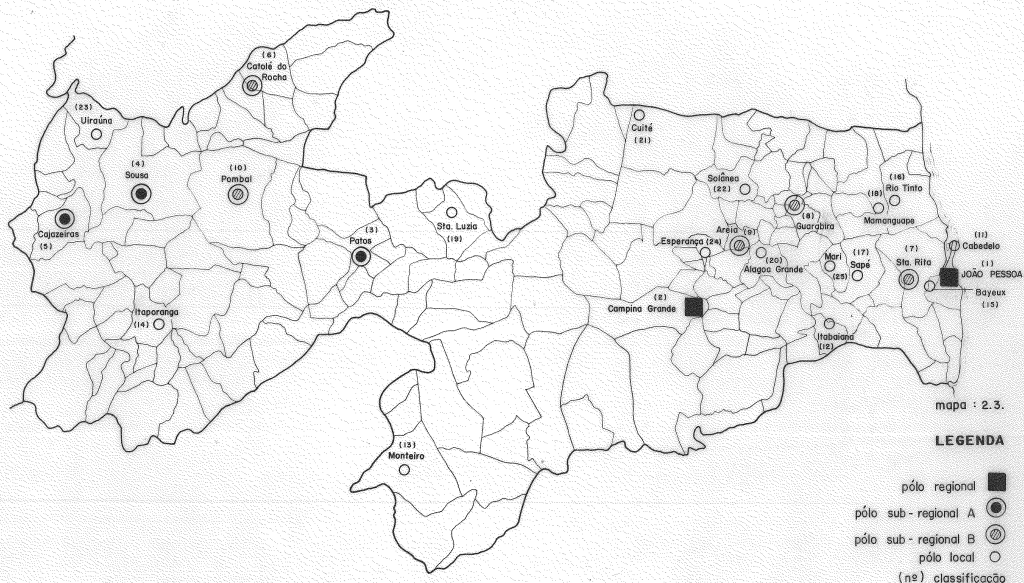 (6)
Catolé do
Rocha
(23)
Uiraúna
(4)
Sousa
(10)
Pombal
Cajazeiras
(5)
(3)
Patos
Sta. Luzia
(19)
Itaporanga
(14)
(13)
Monteiro
Cuité
(21)
Solânea
(22)
(8)
Guarabira
(16)
Rio Tinto
(18)
Mamanguape
Areia (9)
Esperança (24)
(20)
Alagoa Grande
Mari
(25)
(17)
Sapé
(7)
Sta. Rita
(11)
Cabedelo
(1)
JOÃO PESSOA
Bayeux
(15)
(2)
Campina Grande
Itabaiana
(12)
mapa : 2.3.
LEGENDA
pólo regional
pólo sub-regional A
pólo sub-regional B
pólo local
(nº) classificação